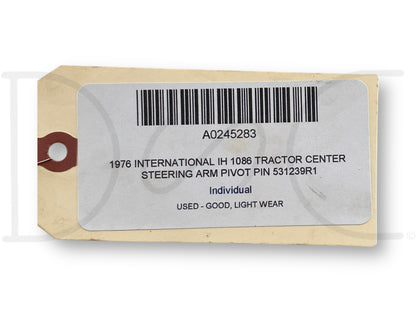 A0245283
1976 INTERNATIONAL IH 1086 TRACTOR CENTER
STEERING ARM PIVOT PIN 531239R1
Individual
USED - GOOD, LIGHT WEAR